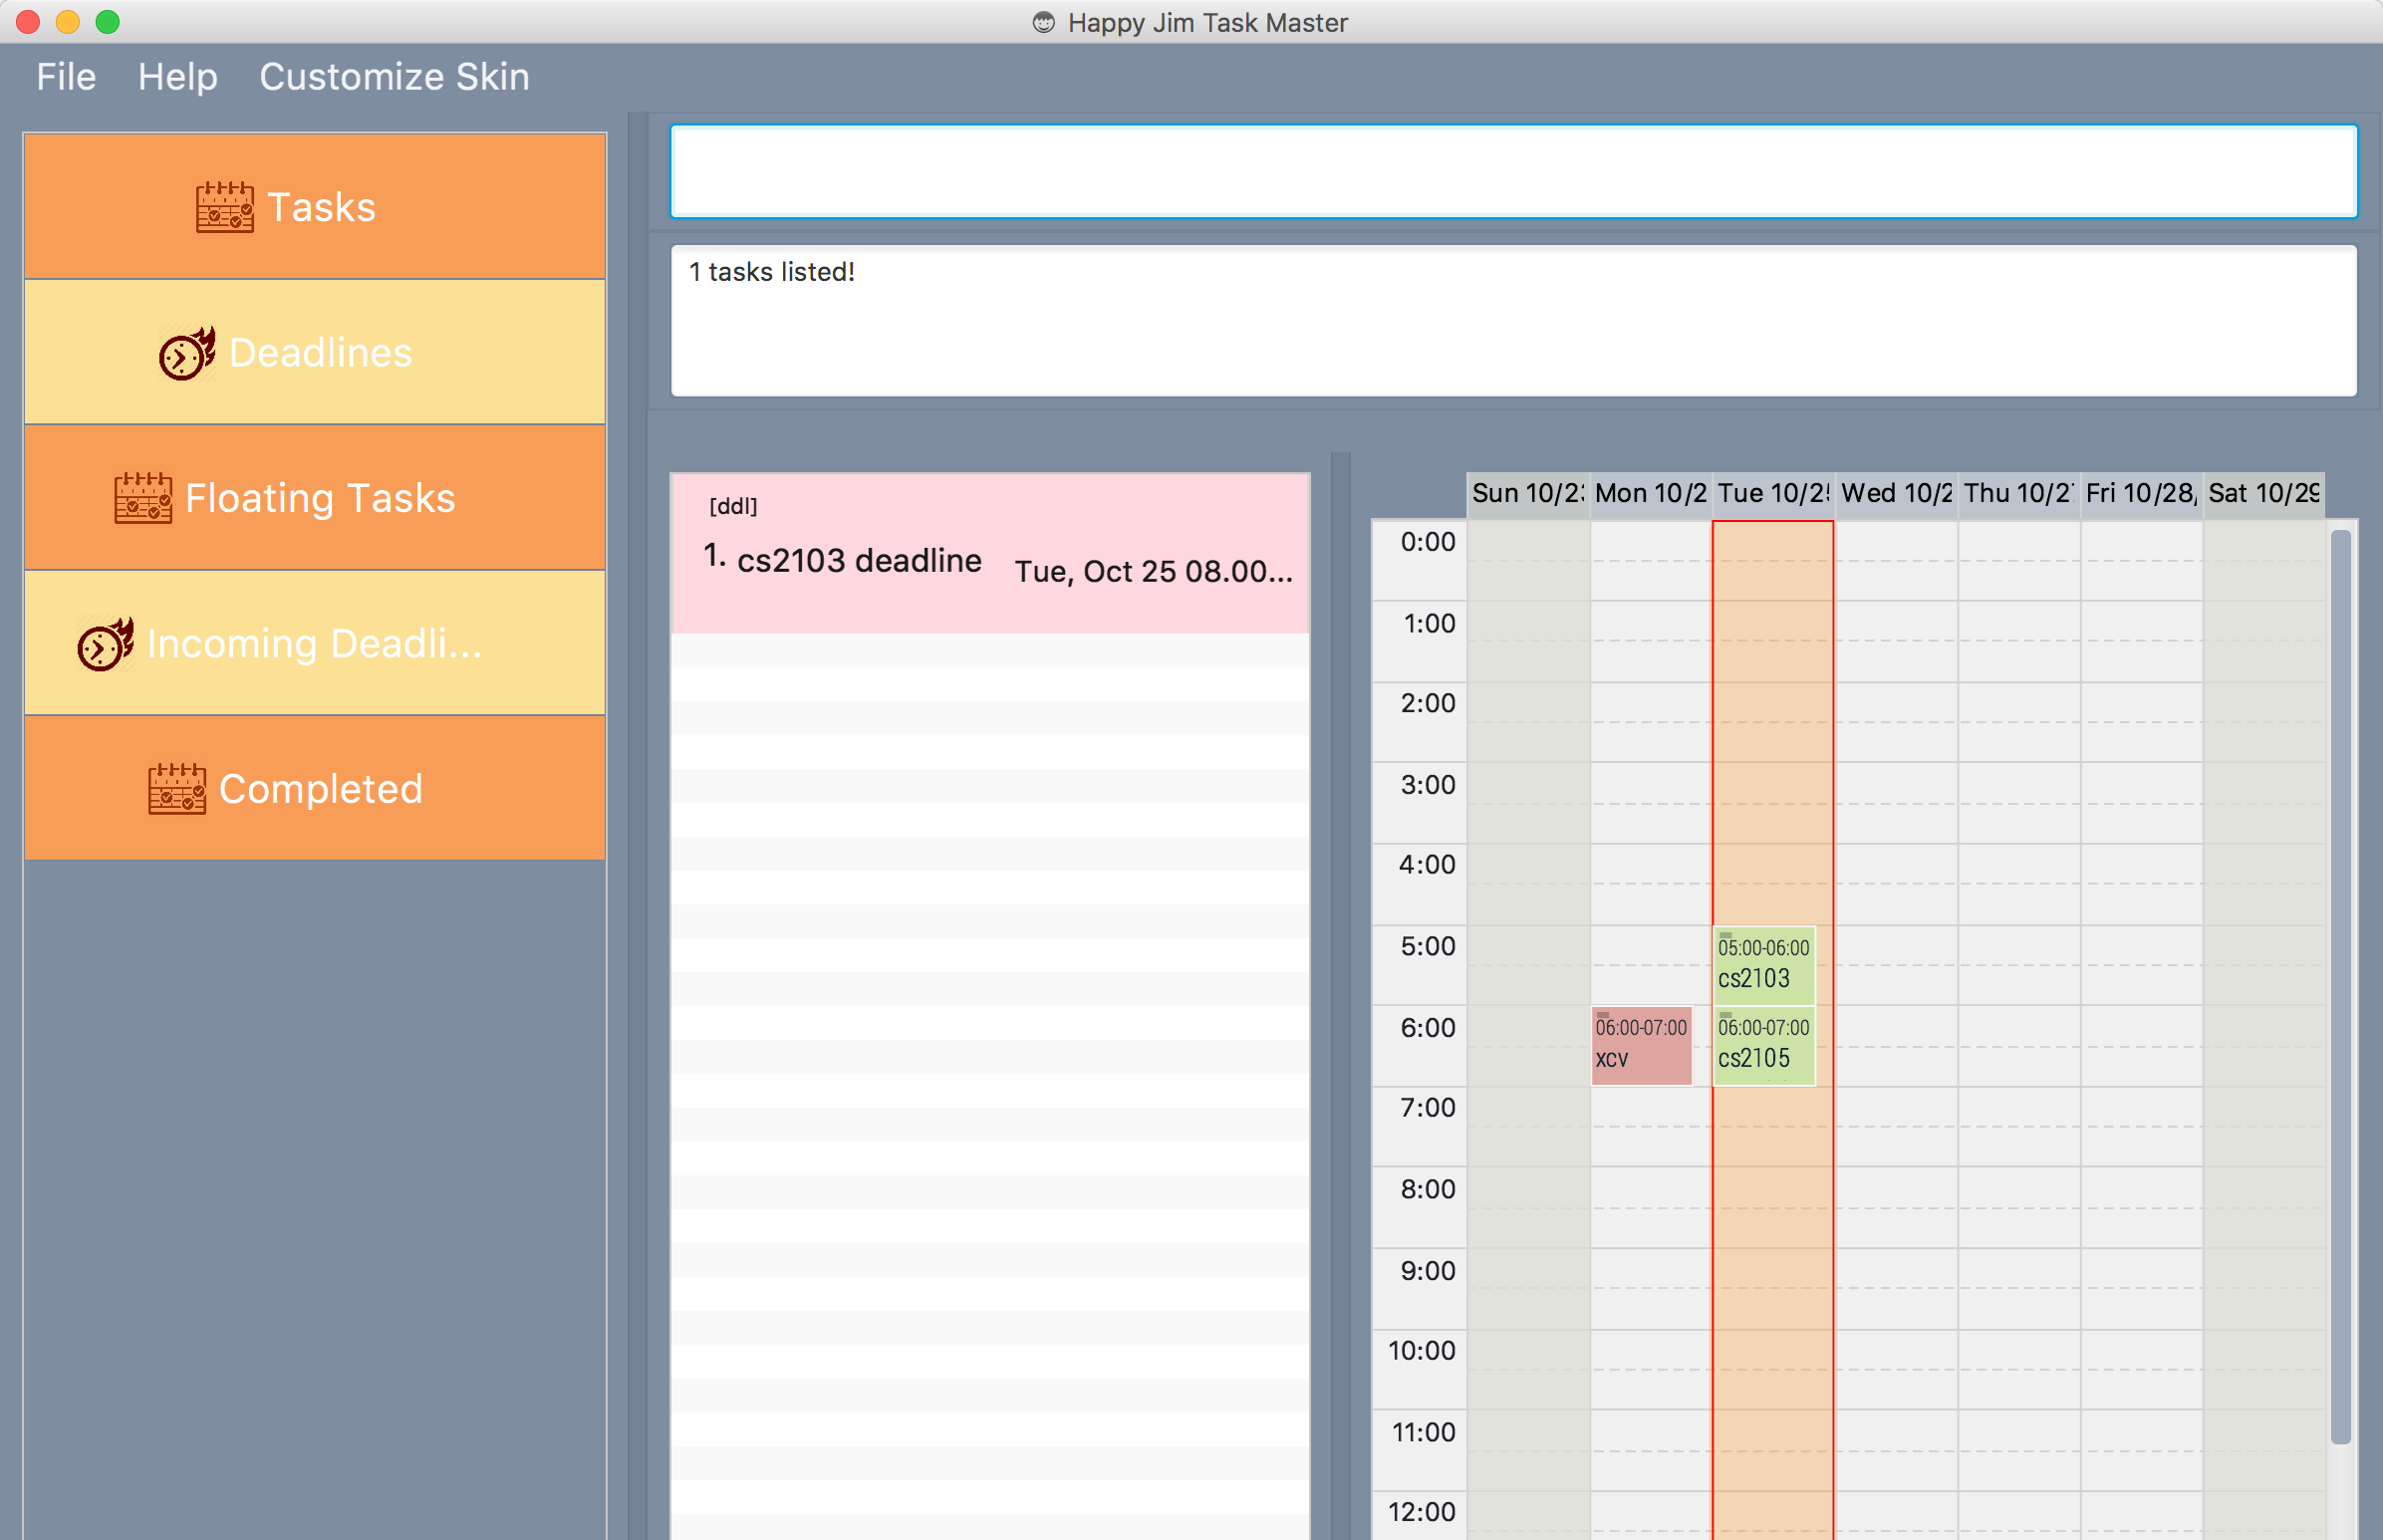 Happy Jim Task Master
File Help Customize Skin
Tasks
Deadlines
Floating Tasks
Incoming Deadli...
Completed
1 tasks listed!
[ddl]
1. cs2103 deadline Tue, Oct 25 08.00...
Sun 10/23 Mon 10/2 Tue 10/25 Wed 10/2 Thu 10/27 Fri 10/28, Sat 10/29
0:00
1:00
2:00
3:00
4:00
5:00
05:00-06:00
cs2103
6:00
06:00-07:00 06:00-07:00
xcv cs2105
7:00
8:00
9:00
10:00
11:00
12:00